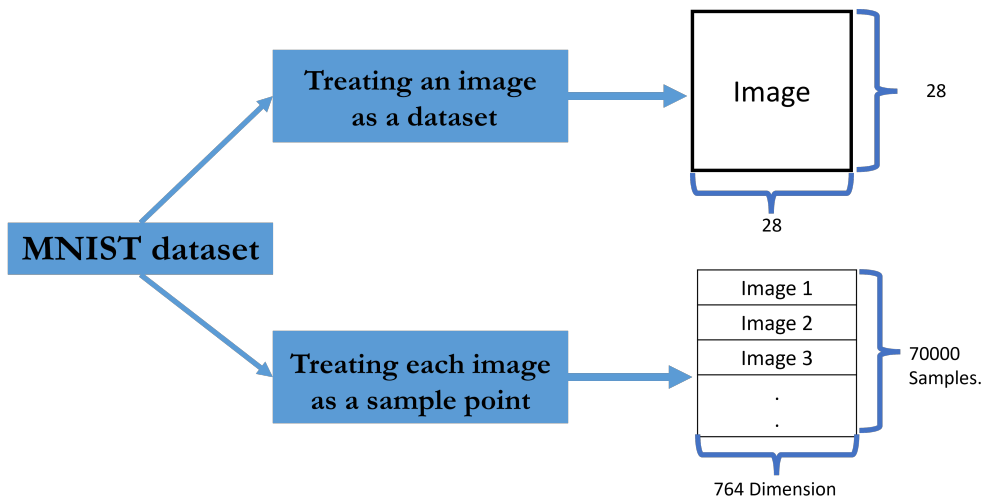 MNIST dataset
Treating an image
as a dataset
Image
28
28
Treating each image
as a sample point
Image 1
Image 2
Image 3
.
.
70000
Samples.
764 Dimension